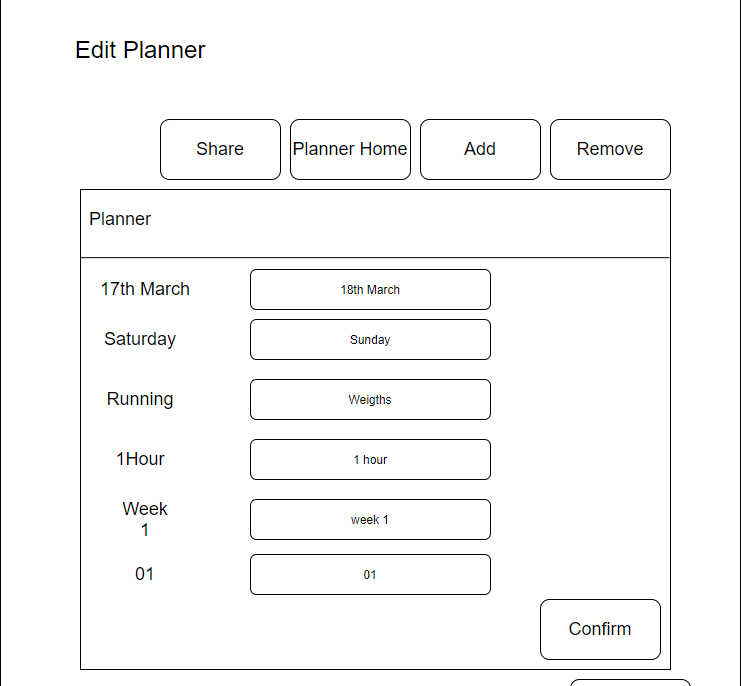 Edit Planner
Share Planner Home Add Remove
Planner
17th March 18th March
Saturday Sunday
Running Weigths
1Hour 1 hour
Week
1 week 1
01 01
Confirm